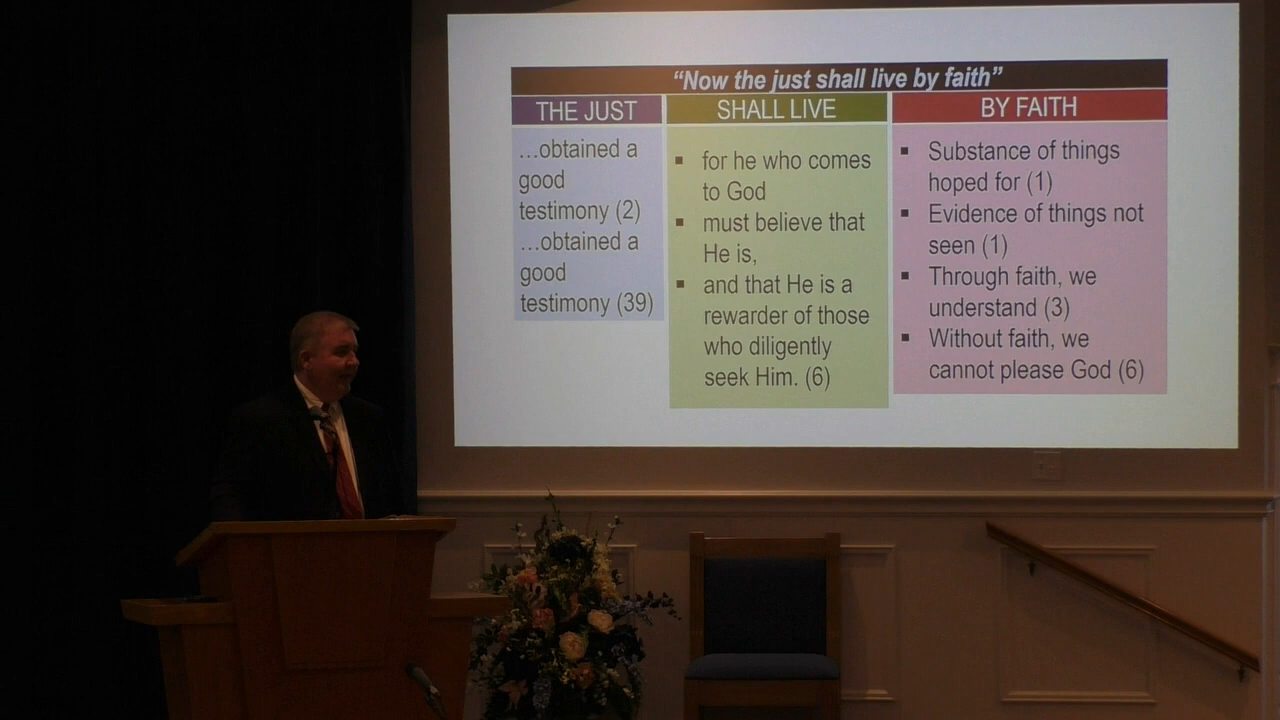 “Now the just shall live by faith”
THE JUST
SHALL LIVE
BY FAITH
…obtained a
good
testimony (2)
…obtained a
good
testimony (39)
▪ for he who comes
to God
▪ must believe that
He is,
▪ and that He is a
rewarder of those
who diligently
seek Him. (6)
▪ Substance of things
hoped for (1)
▪ Evidence of things not
seen (1)
▪ Through faith, we
understand (3)
▪ Without faith, we
cannot please God (6)